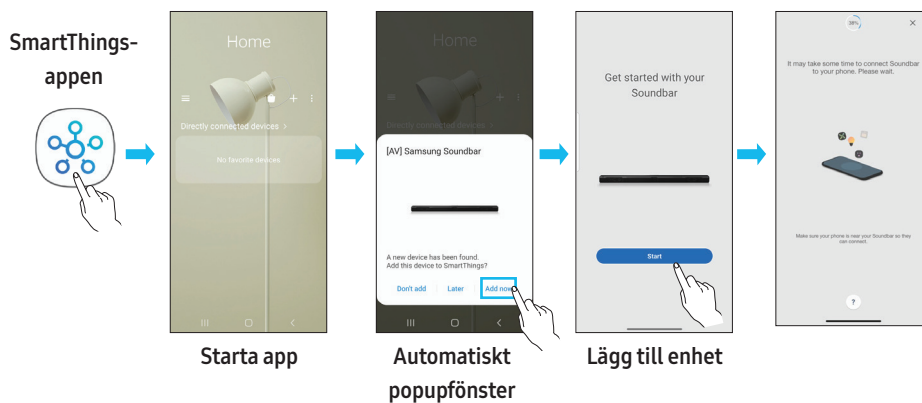 SmartThings-
appen
Home
Directly connected devices >
No favorite devices
Starta app
Home
Directly connected devices >
[AV] Samsung Soundbar
A new device has been found.
Add this device to SmartThings?
Don't add Later Add now
Automatiskt
popupfönster
Get started with your
Soundbar
Start
Lägg till enhet
38%
It may take some time to connect Soundbar
to your phone. Please wait.
Make sure your phone is near your Soundbar so they
can connect.
?